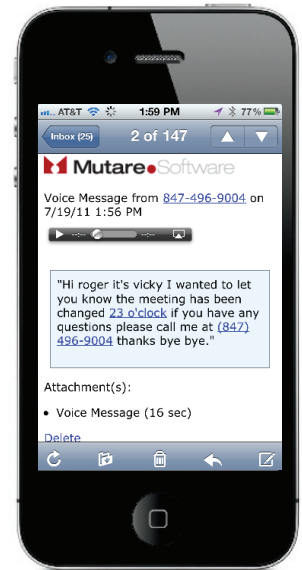 ııl.. AT&T 1:59 PM 77%
Inbox (25) 2 of 147
Mutare Software
Voice Message from 847-496-9004 on
7/19/11 1:56 PM
--:-- --:--
"Hi roger it's vicky I wanted to let
you know the meeting has been
changed 23 o'clock if you have any
questions please call me at (847)
496-9004 thanks bye bye."
Attachment(s):
• Voice Message (16 sec)
Delete